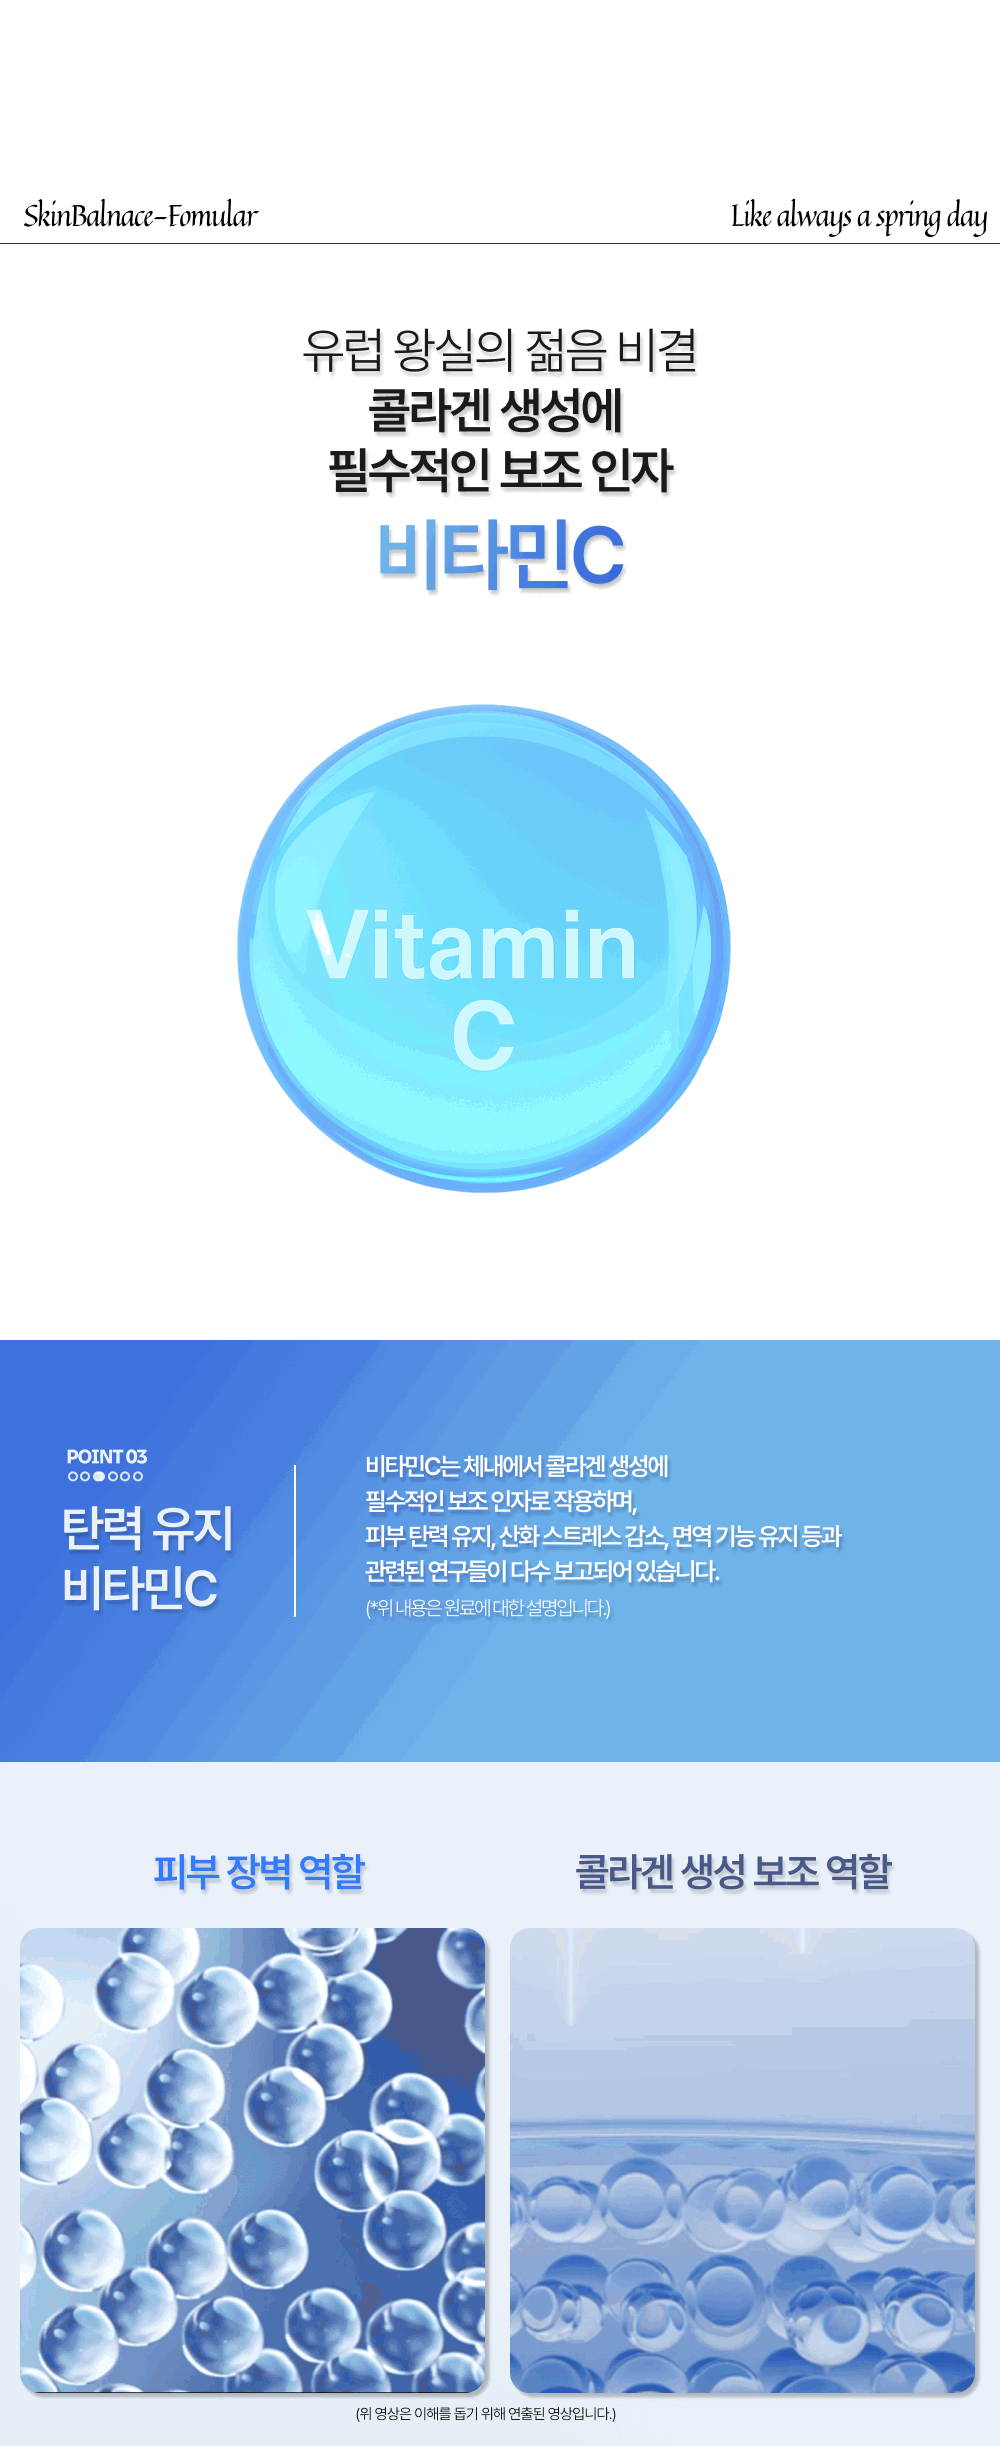 SkinBalnace-Fomular
Like always a spring day
유럽 왕실의 젊음 비결
콜라겐 생성에
필수적인 보조 인자
비타민C
Vitamin
C
POINT 03
탄력 유지
비타민C
비타민C는 체내에서 콜라겐 생성에
필수적인 보조 인자로 작용하며,
피부 탄력 유지, 산화 스트레스 감소, 면역 기능 유지 등과
관련된 연구들이 다수 보고되어 있습니다.
(*위 내용은 원료에 대한 설명입니다.)
피부 장벽 역할
콜라겐 생성 보조 역할
(위 영상은 이해를 돕기 위해 연출된 영상입니다.)